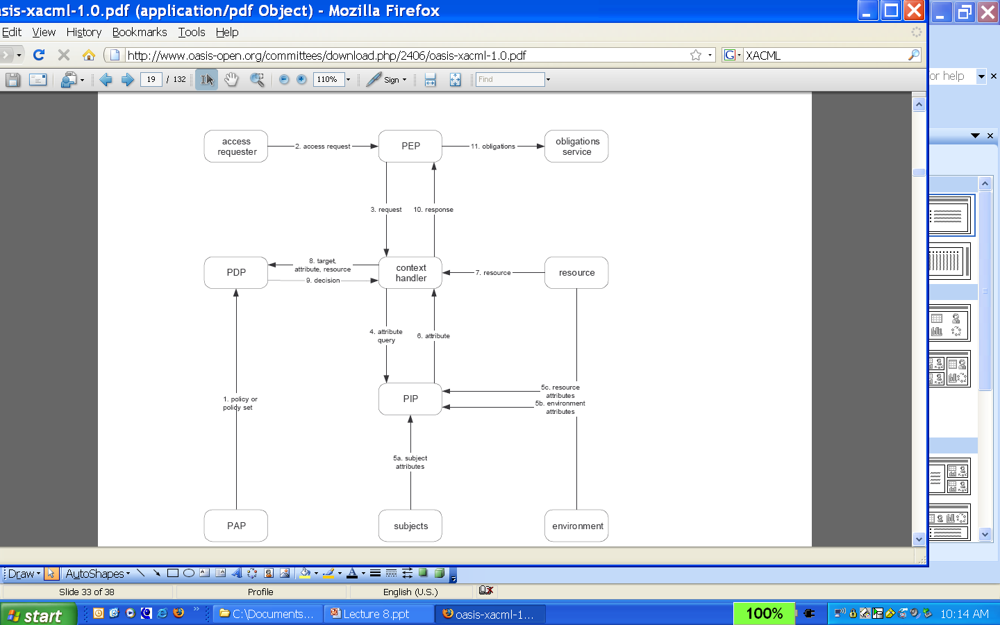 asis-xacml-1.0.pdf (application/pdf Object) - Mozilla Firefox
Edit View History Bookmarks Tools Help
http://www.oasis-open.org/committees/download.php/2406/oasis-xacml-1.0.pdf
G XACML
19 / 132
110%
Sign
Find
or help
access
requester
2. access request
PEP
11. obligations
obligations
service
3. request
10. response
PDP
8. target,
attribute, resource
9. decision
context
handler
7. resource
resource
4. attribute
query
6. attribute
1. policy or
policy set
PIP
5c. resource
attributes
5b. environment
attributes
5a. subject
attributes
PAP
subjects
environment
Draw AutoShapes
Slide 33 of 38
Profile
English (U.S.)
start
C:\Documents...
Lecture 8.ppt
oasis-xacml-1...
100%
10:14 AM